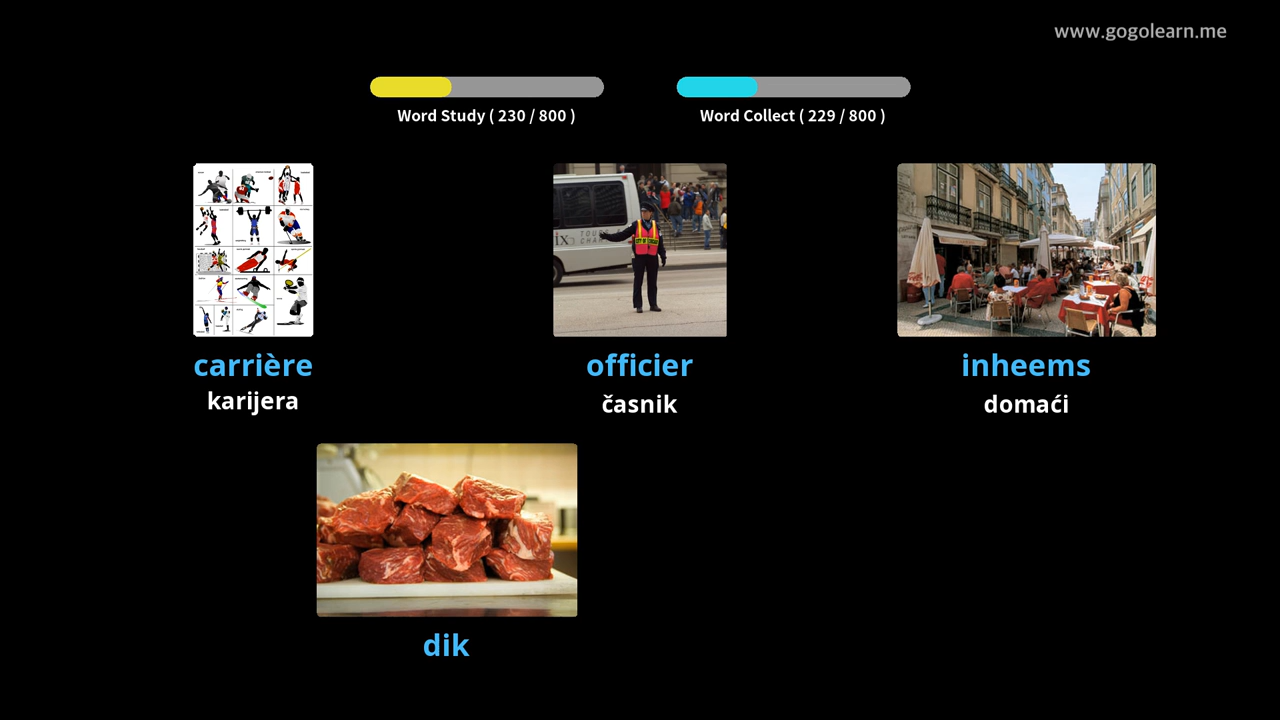 www.gogolearn.me
Word Study ( 230 / 800 )
Word Collect ( 229 / 800 )
carrière
officier
inheems
karijera
časnik
domaći
dik